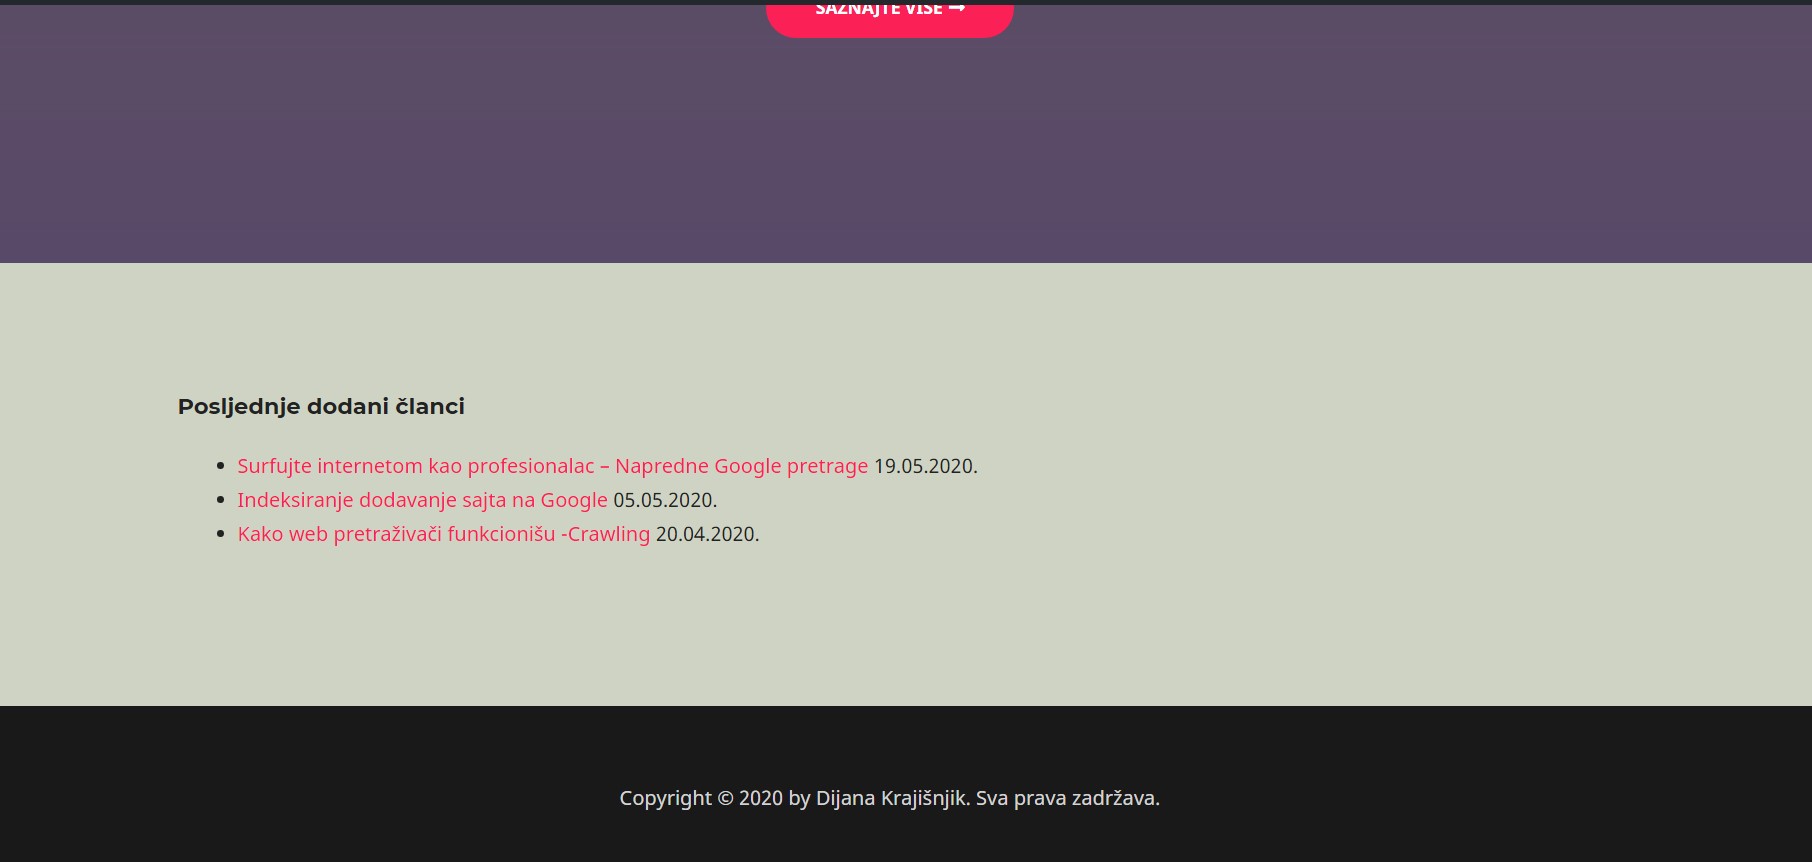 SAZNAJTE VIŠE
Posljednje dodani članci
Surfujte internetom kao profesionalac – Napredne Google pretrage 19.05.2020.
Indeksiranje dodavanje sajta na Google 05.05.2020.
Kako web pretraživači funkcionišu -Crawling 20.04.2020.
Copyright © 2020 by Dijana Krajišnjik. Sva prava zadržava.